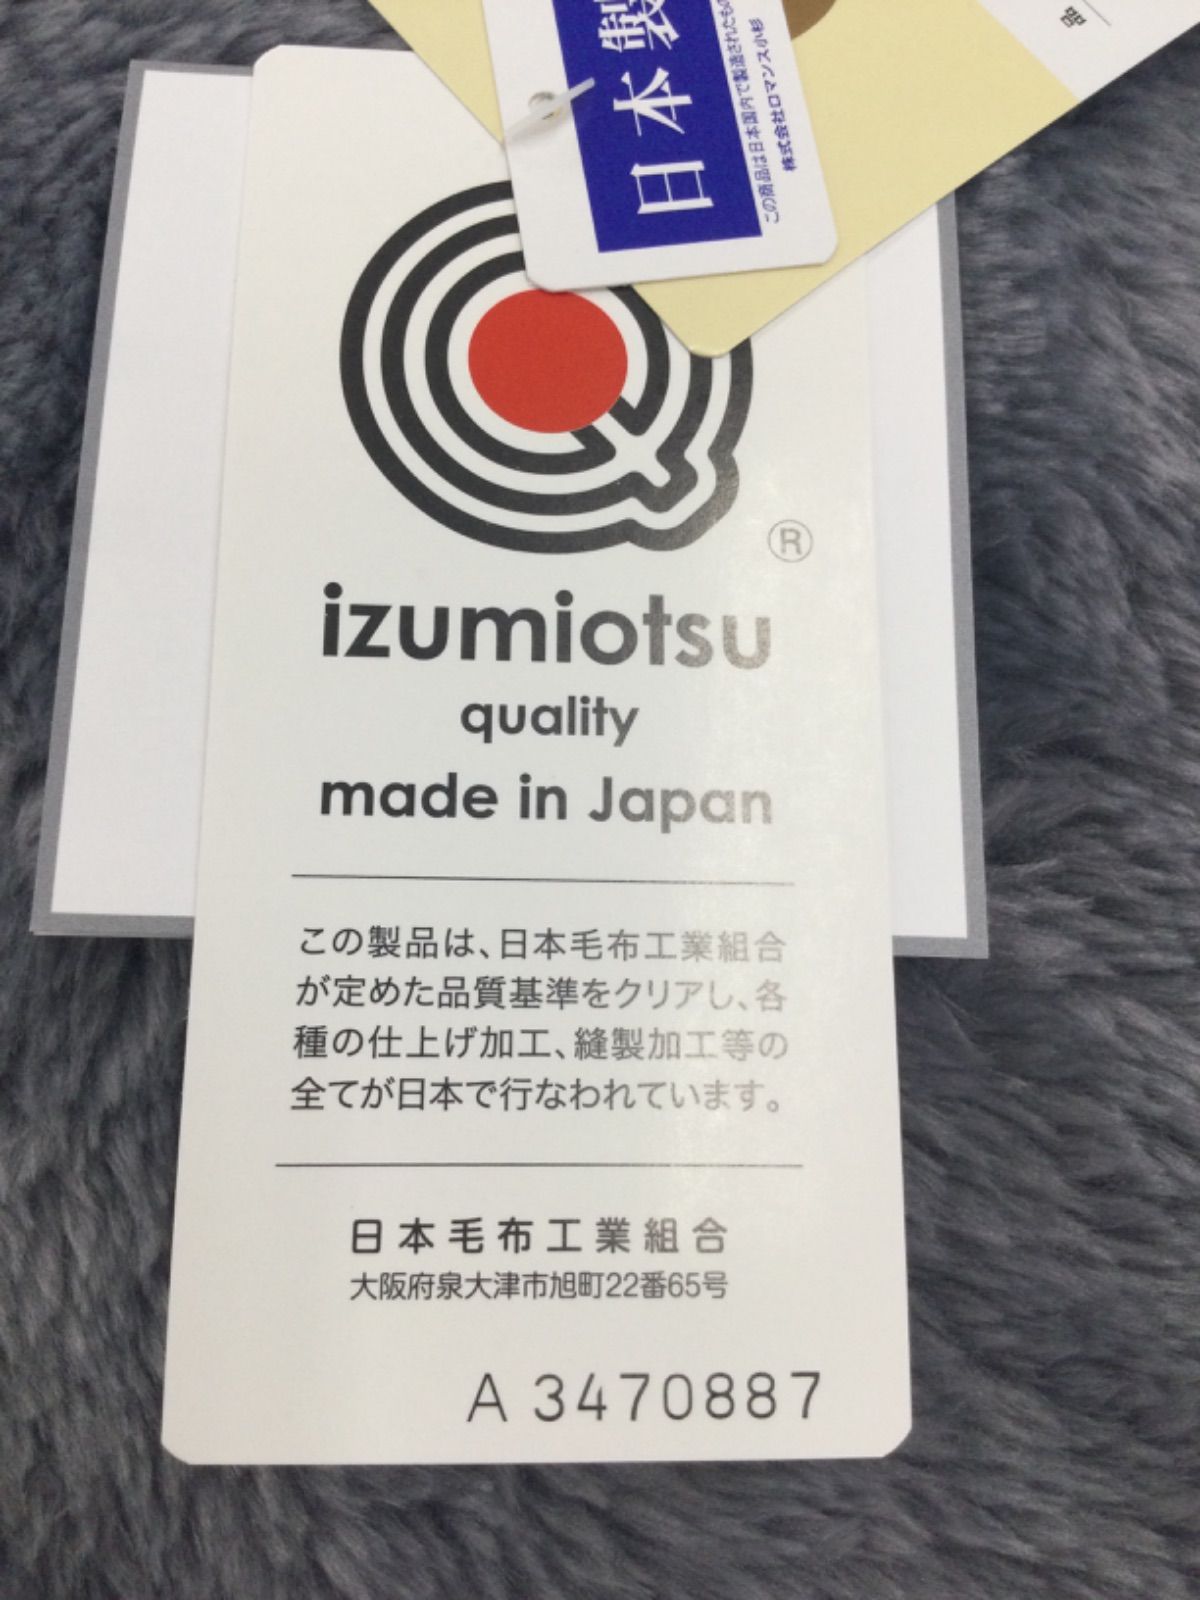 日本製
この商品は日本国内で製造されたもの
株式会社ロマンス小杉
®
izumiotsu
quality
made in Japan
この製品は、日本毛布工業組合
が定めた品質基準をクリアし、各
種の仕上げ加工、縫製加工等の
全てが日本で行なわれています。
日本毛布工業組合
大阪府泉大津市旭町22番65号
A 3470887